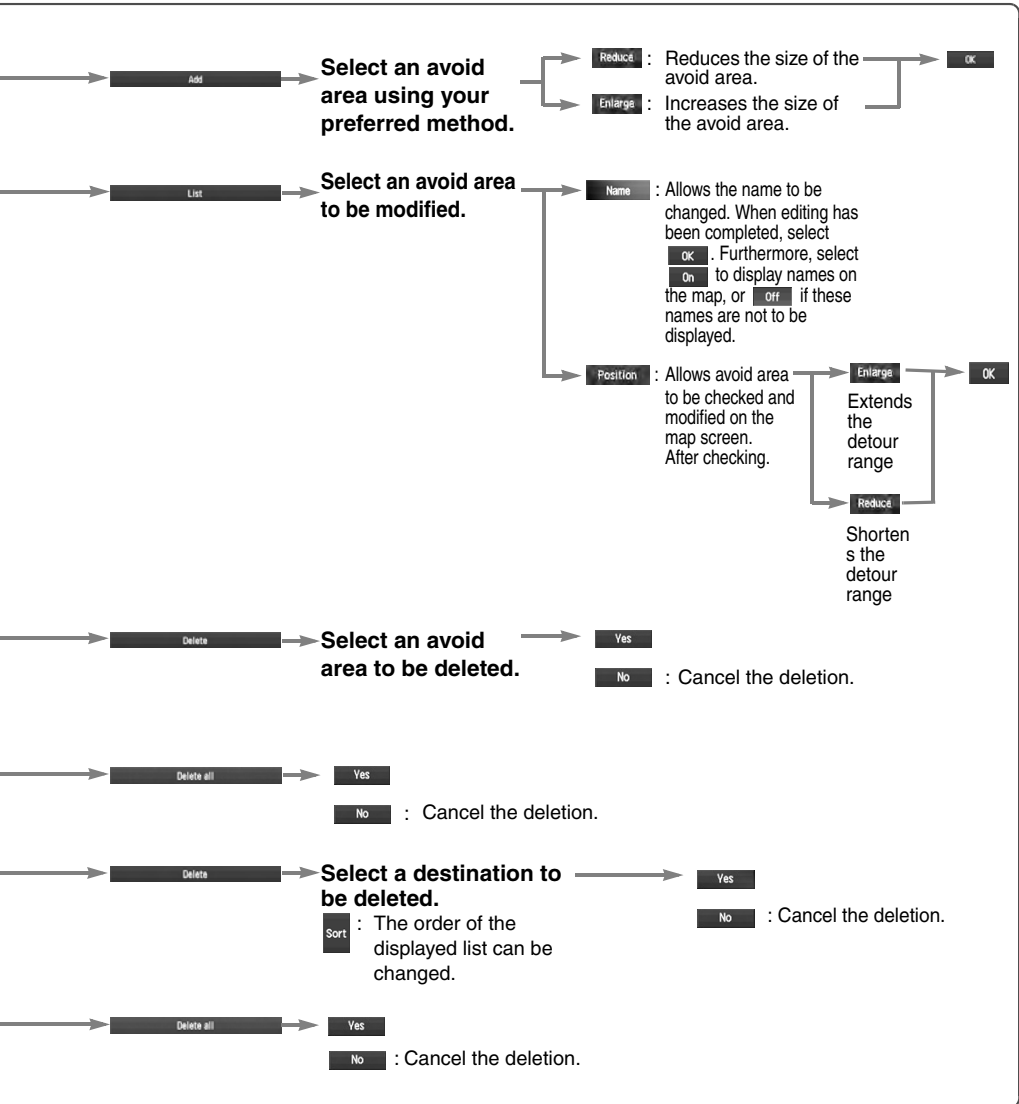 Add
Select an avoid
area using your
preferred method.
Reduce : Reduces the size of the
avoid area.
Enlarge : Increases the size of
the avoid area.
OK
List
Select an avoid area
to be modified.
Name : Allows the name to be
changed. When editing has
been completed, select
OK . Furthermore, select
On to display names on
the map, or Off if these
names are not to be
displayed.
Position : Allows avoid area
to be checked and
modified on the
map screen.
After checking.
Enlarge
Extends
the
detour
range
Reduce
Shorten
s the
detour
range
OK
Delete
Select an avoid
area to be deleted.
Yes
No : Cancel the deletion.
Delete all
Yes
No : Cancel the deletion.
Delete
Select a destination to
be deleted.
Sort : The order of the
displayed list can be
changed.
Yes
No : Cancel the deletion.
Delete all
Yes
No : Cancel the deletion.